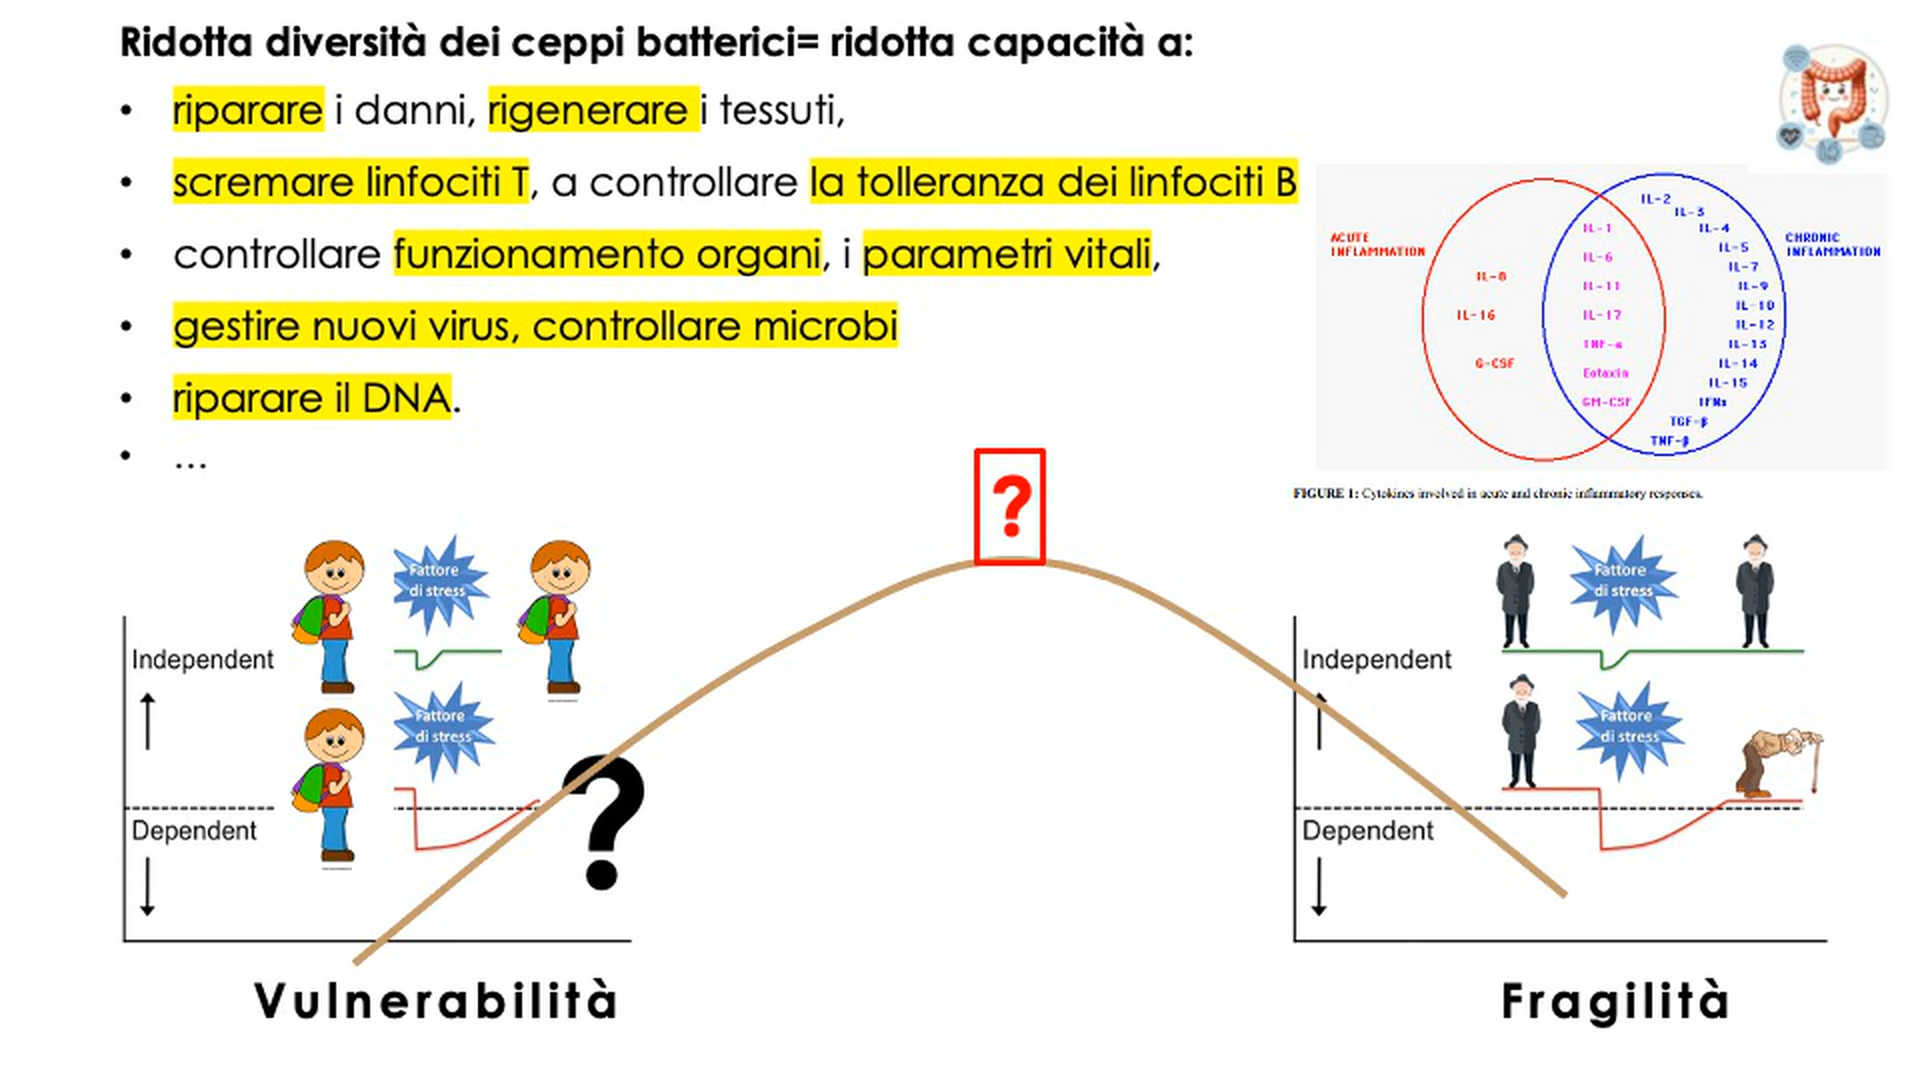 Ridotta diversità dei ceppi batterici= ridotta capacità a:
• riparare i danni, rigenerare i tessuti,
• scremare linfociti T, a controllare la tolleranza dei linfociti B
• controllare funzionamento organi, i parametri vitali,
• gestire nuovi virus, controllare microbi
• riparare il DNA.
• ...
ACUTE
INFLAMMATION
IL-8
IL-16
G-CSF
IL-1
IL-6
IL-11
IL-17
TNF-α
Eotaxin
GM-CSF
IL-2
IL-3
IL-4
IL-5
IL-7
IL-9
IL-10
IL-12
IL-13
IL-14
IL-15
IFNs
TGF-β
TNF-β
CHRONIC
INFLAMMATION
FIGURE 1: Cytokines involved in acute and chronic inflammatory responses.
?
Fattore
di stress
Independent
Fattore
di stress
Dependent
?
Vulnerabilità
Fattore
di stress
Independent
Fattore
di stress
Dependent
Fragilità